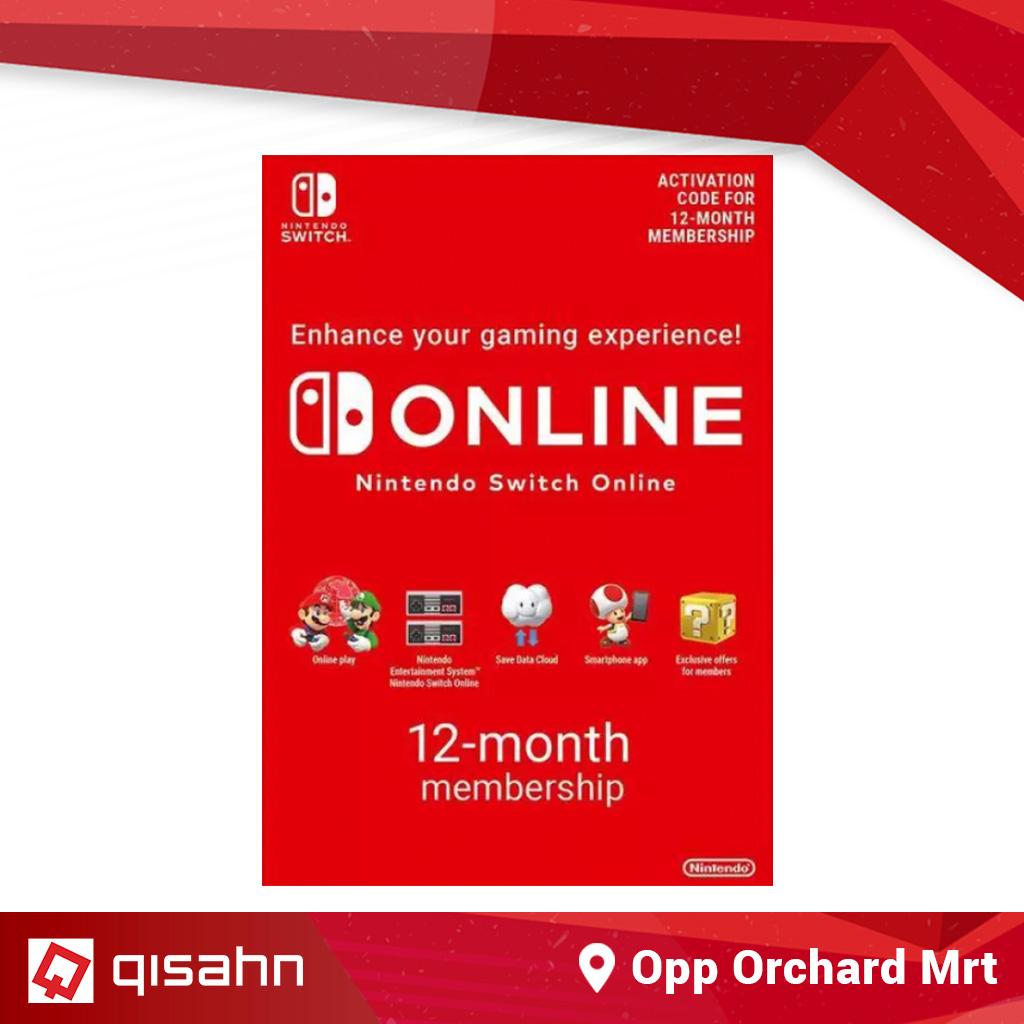 NINTENDO
SWITCH™
ACTIVATION
CODE FOR
12-MONTH
MEMBERSHIP
Enhance your gaming experience!
ONLINE
Nintendo Switch Online
Online play
Nintendo
Entertainment System™
Nintendo Switch Online
Save Data Cloud
Smartphone app
Exclusive offers
for members
12-month
membership
Nintendo
qisahn
Opp Orchard Mrt